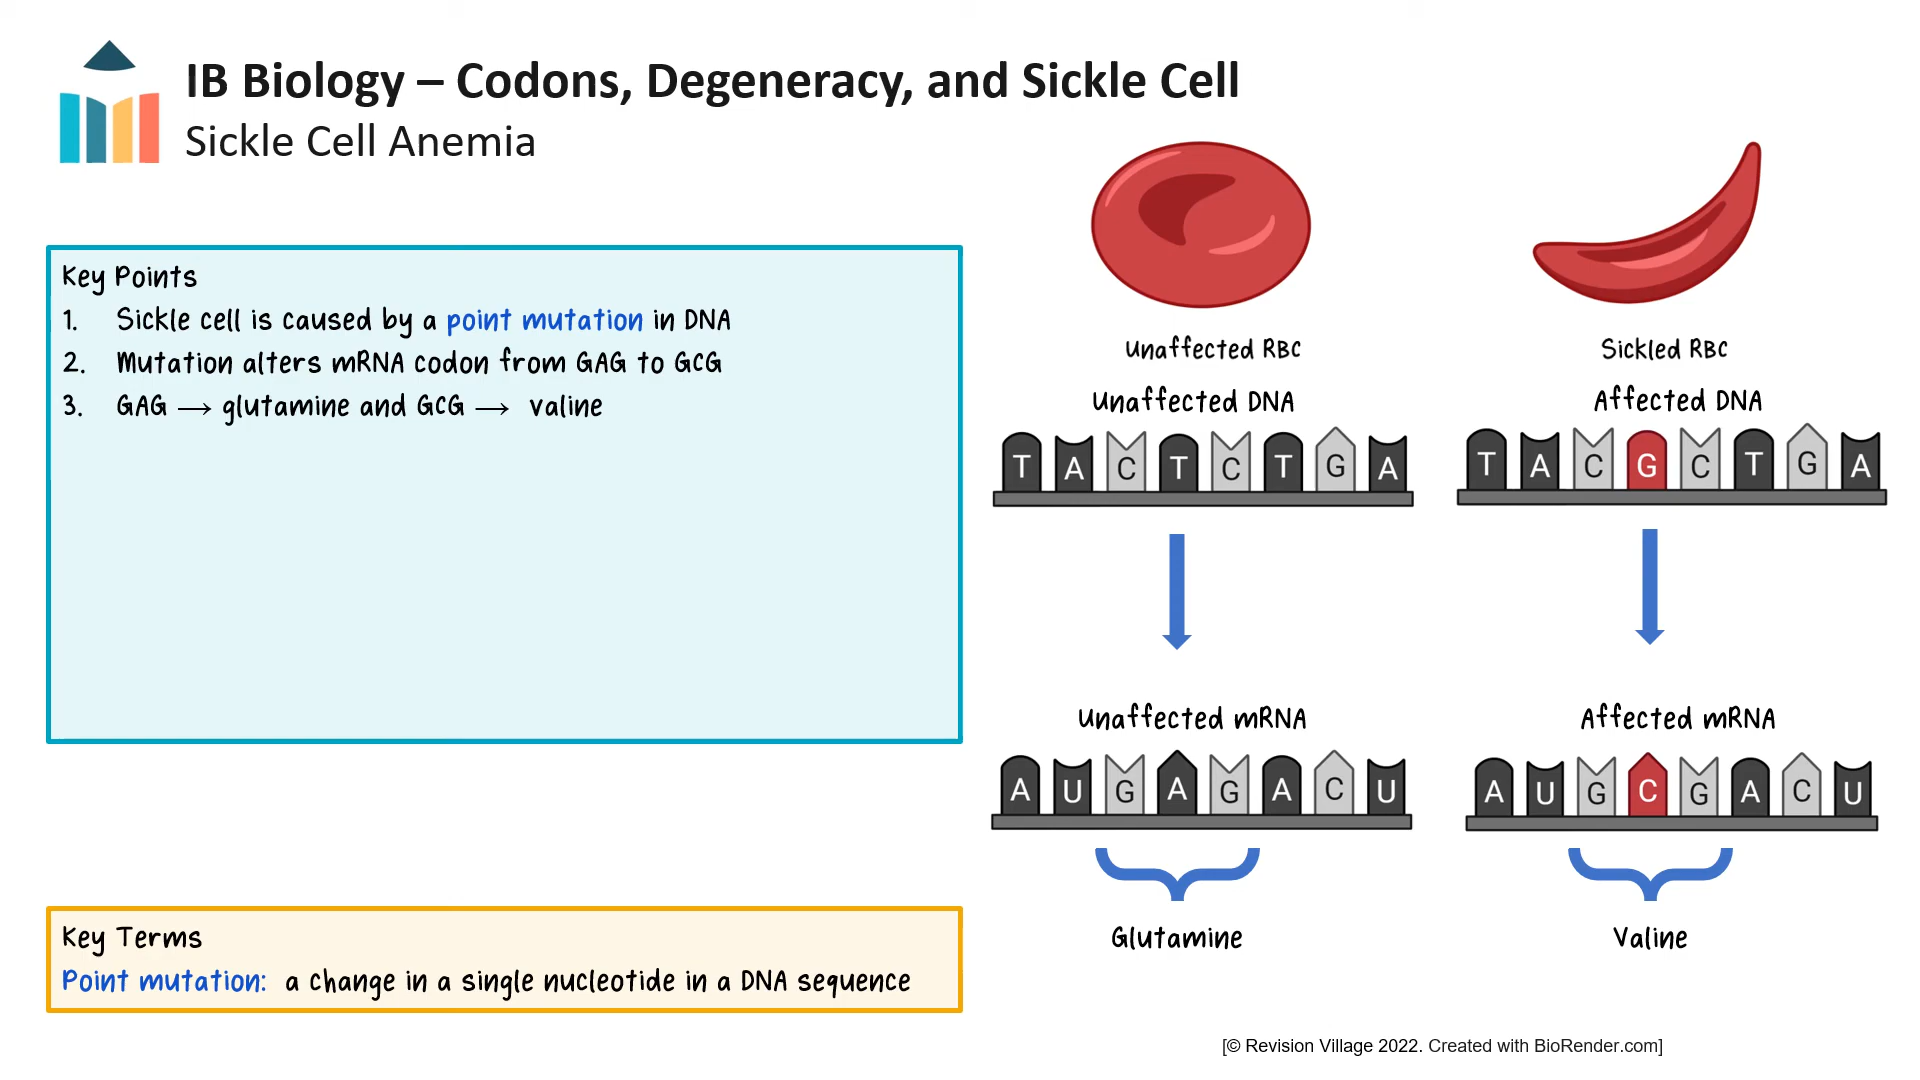 IB Biology – Codons, Degeneracy, and Sickle Cell
Sickle Cell Anemia
Key Points
1. Sickle cell is caused by a point mutation in DNA
2. Mutation alters mRNA codon from GAG to GCG
3. GAG → glutamine and GCG → valine
Key Terms
Point mutation: a change in a single nucleotide in a DNA sequence
Unaffected RBC
Unaffected DNA
T A C T C T G A
Unaffected mRNA
A U G A G A C U
Glutamine
Sickled RBC
Affected DNA
T A C G C T G A
Affected mRNA
A U G C G A C U
Valine
[© Revision Village 2022. Created with BioRender.com]